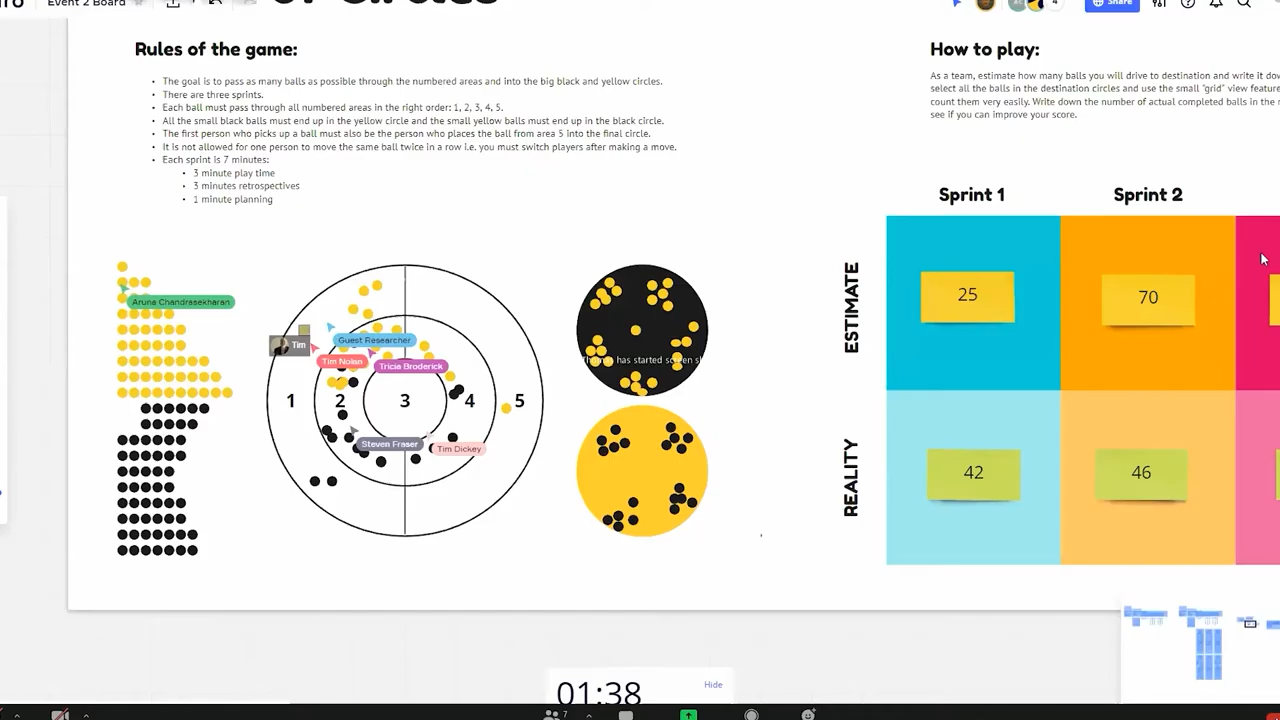 Event 2 Board
4
Share
Rules of the game:
• The goal is to pass as many balls as possible through the numbered areas and into the big black and yellow circles.
• There are three sprints.
• Each ball must pass through all numbered areas in the right order: 1, 2, 3, 4, 5.
• All the small black balls must end up in the yellow circle and the small yellow balls must end up in the black circle.
• The first person who picks up a ball must also be the person who places the ball from area 5 into the final circle.
• It is not allowed for one person to move the same ball twice in a row i.e. you must switch players after making a move.
• Each sprint is 7 minutes:
• 3 minute play time
• 3 minutes retrospectives
• 1 minute planning
How to play:
As a team, estimate how many balls you will drive to destination and write it
select all the balls in the destination circles and use the small "grid" view
count them very easily. Write down the number of actual completed balls in the
see if you can improve your score.
Sprint 1
Sprint 2
ESTIMATE
25
70
REALITY
42
46
Aruna Chandrasekharan
Tim
Guest Researcher
Tim Nolan
Tricia Broderick
1
2
3
4
5
Steven Fraser
Tim Dickey
has started screen
01:38
Hide
7